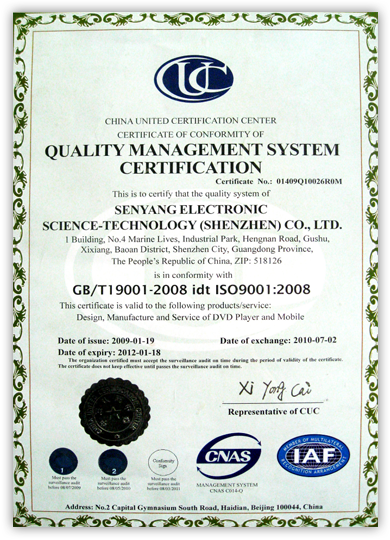 CUC
CHINA UNITED CERTIFICATION CENTER
CERTIFICATE OF CONFORMITY OF
QUALITY MANAGEMENT SYSTEM
CERTIFICATION
Certificate No.: 01409Q10026R0M
This is to certify that the quality system of
SENYANG ELECTRONIC
SCIENCE-TECHNOLOGY (SHENZHEN) CO., LTD.
1 Building, No.4 Marine Lives, Industrial Park, Hengnan Road, Gushu,
Xixiang, Baoan District, Shenzhen City, Guangdong Province,
The People's Republic of China, ZIP: 518126
is in conformity with
GB/T19001-2008 idt ISO9001:2008
This certificate is valid to the following products/service:
Design, Manufacture and Service of DVD Player and Mobile
Date of issue: 2009-01-19 Date of exchange: 2010-07-02
Date of expiry: 2012-01-18
The organization certified must accept the surveillance audit on time during the period of validity of the certificate.
The certificate does not keep effective until passes the surveillance audit on time.
Xi Yong Cai
Representative of CUC
1 2 Conformity Sign
Must pass the surveillance audit before
Must pass the surveillance audit before
Must pass the surveillance audit before
CNAS
MANAGEMENT SYSTEM
CNAS C014-Q
MEMBER OF MULTILATERAL
IAF
RECOGNITION ARRANGEMENT
Address: No.2 Capital Gymnasium South Road, Haidian, Beijing 100044, China